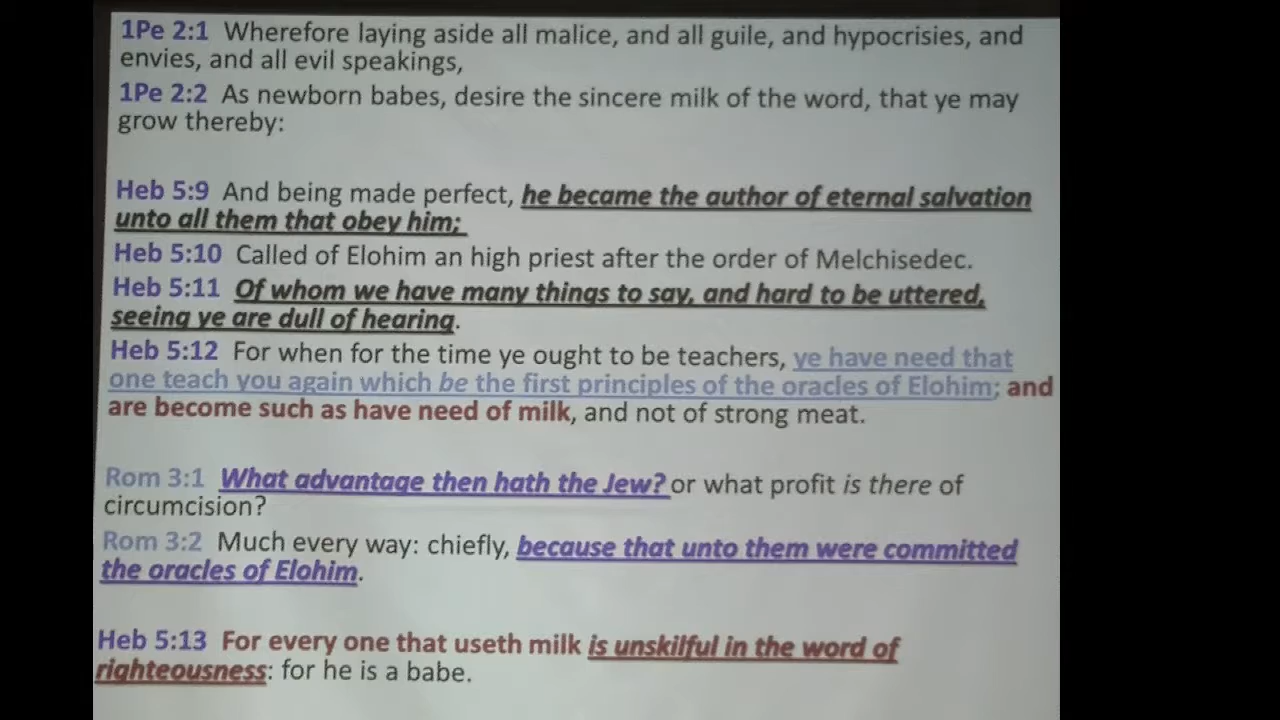 1Pe 2:1 Wherefore laying aside all malice, and all guile, and hypocrisies, and
envies, and all evil speakings,
1Pe 2:2 As newborn babes, desire the sincere milk of the word, that ye may
grow thereby:
Heb 5:9 And being made perfect, he became the author of eternal salvation
unto all them that obey him;
Heb 5:10 Called of Elohim an high priest after the order of Melchisedec.
Heb 5:11 Of whom we have many things to say, and hard to be uttered,
seeing ye are dull of hearing.
Heb 5:12 For when for the time ye ought to be teachers, ye have need that
one teach you again which be the first principles of the oracles of Elohim; and
are become such as have need of milk, and not of strong meat.
Rom 3:1 What advantage then hath the Jew? or what profit is there of
circumcision?
Rom 3:2 Much every way: chiefly, because that unto them were committed
the oracles of Elohim.
Heb 5:13 For every one that useth milk is unskilful in the word of
righteousness: for he is a babe.